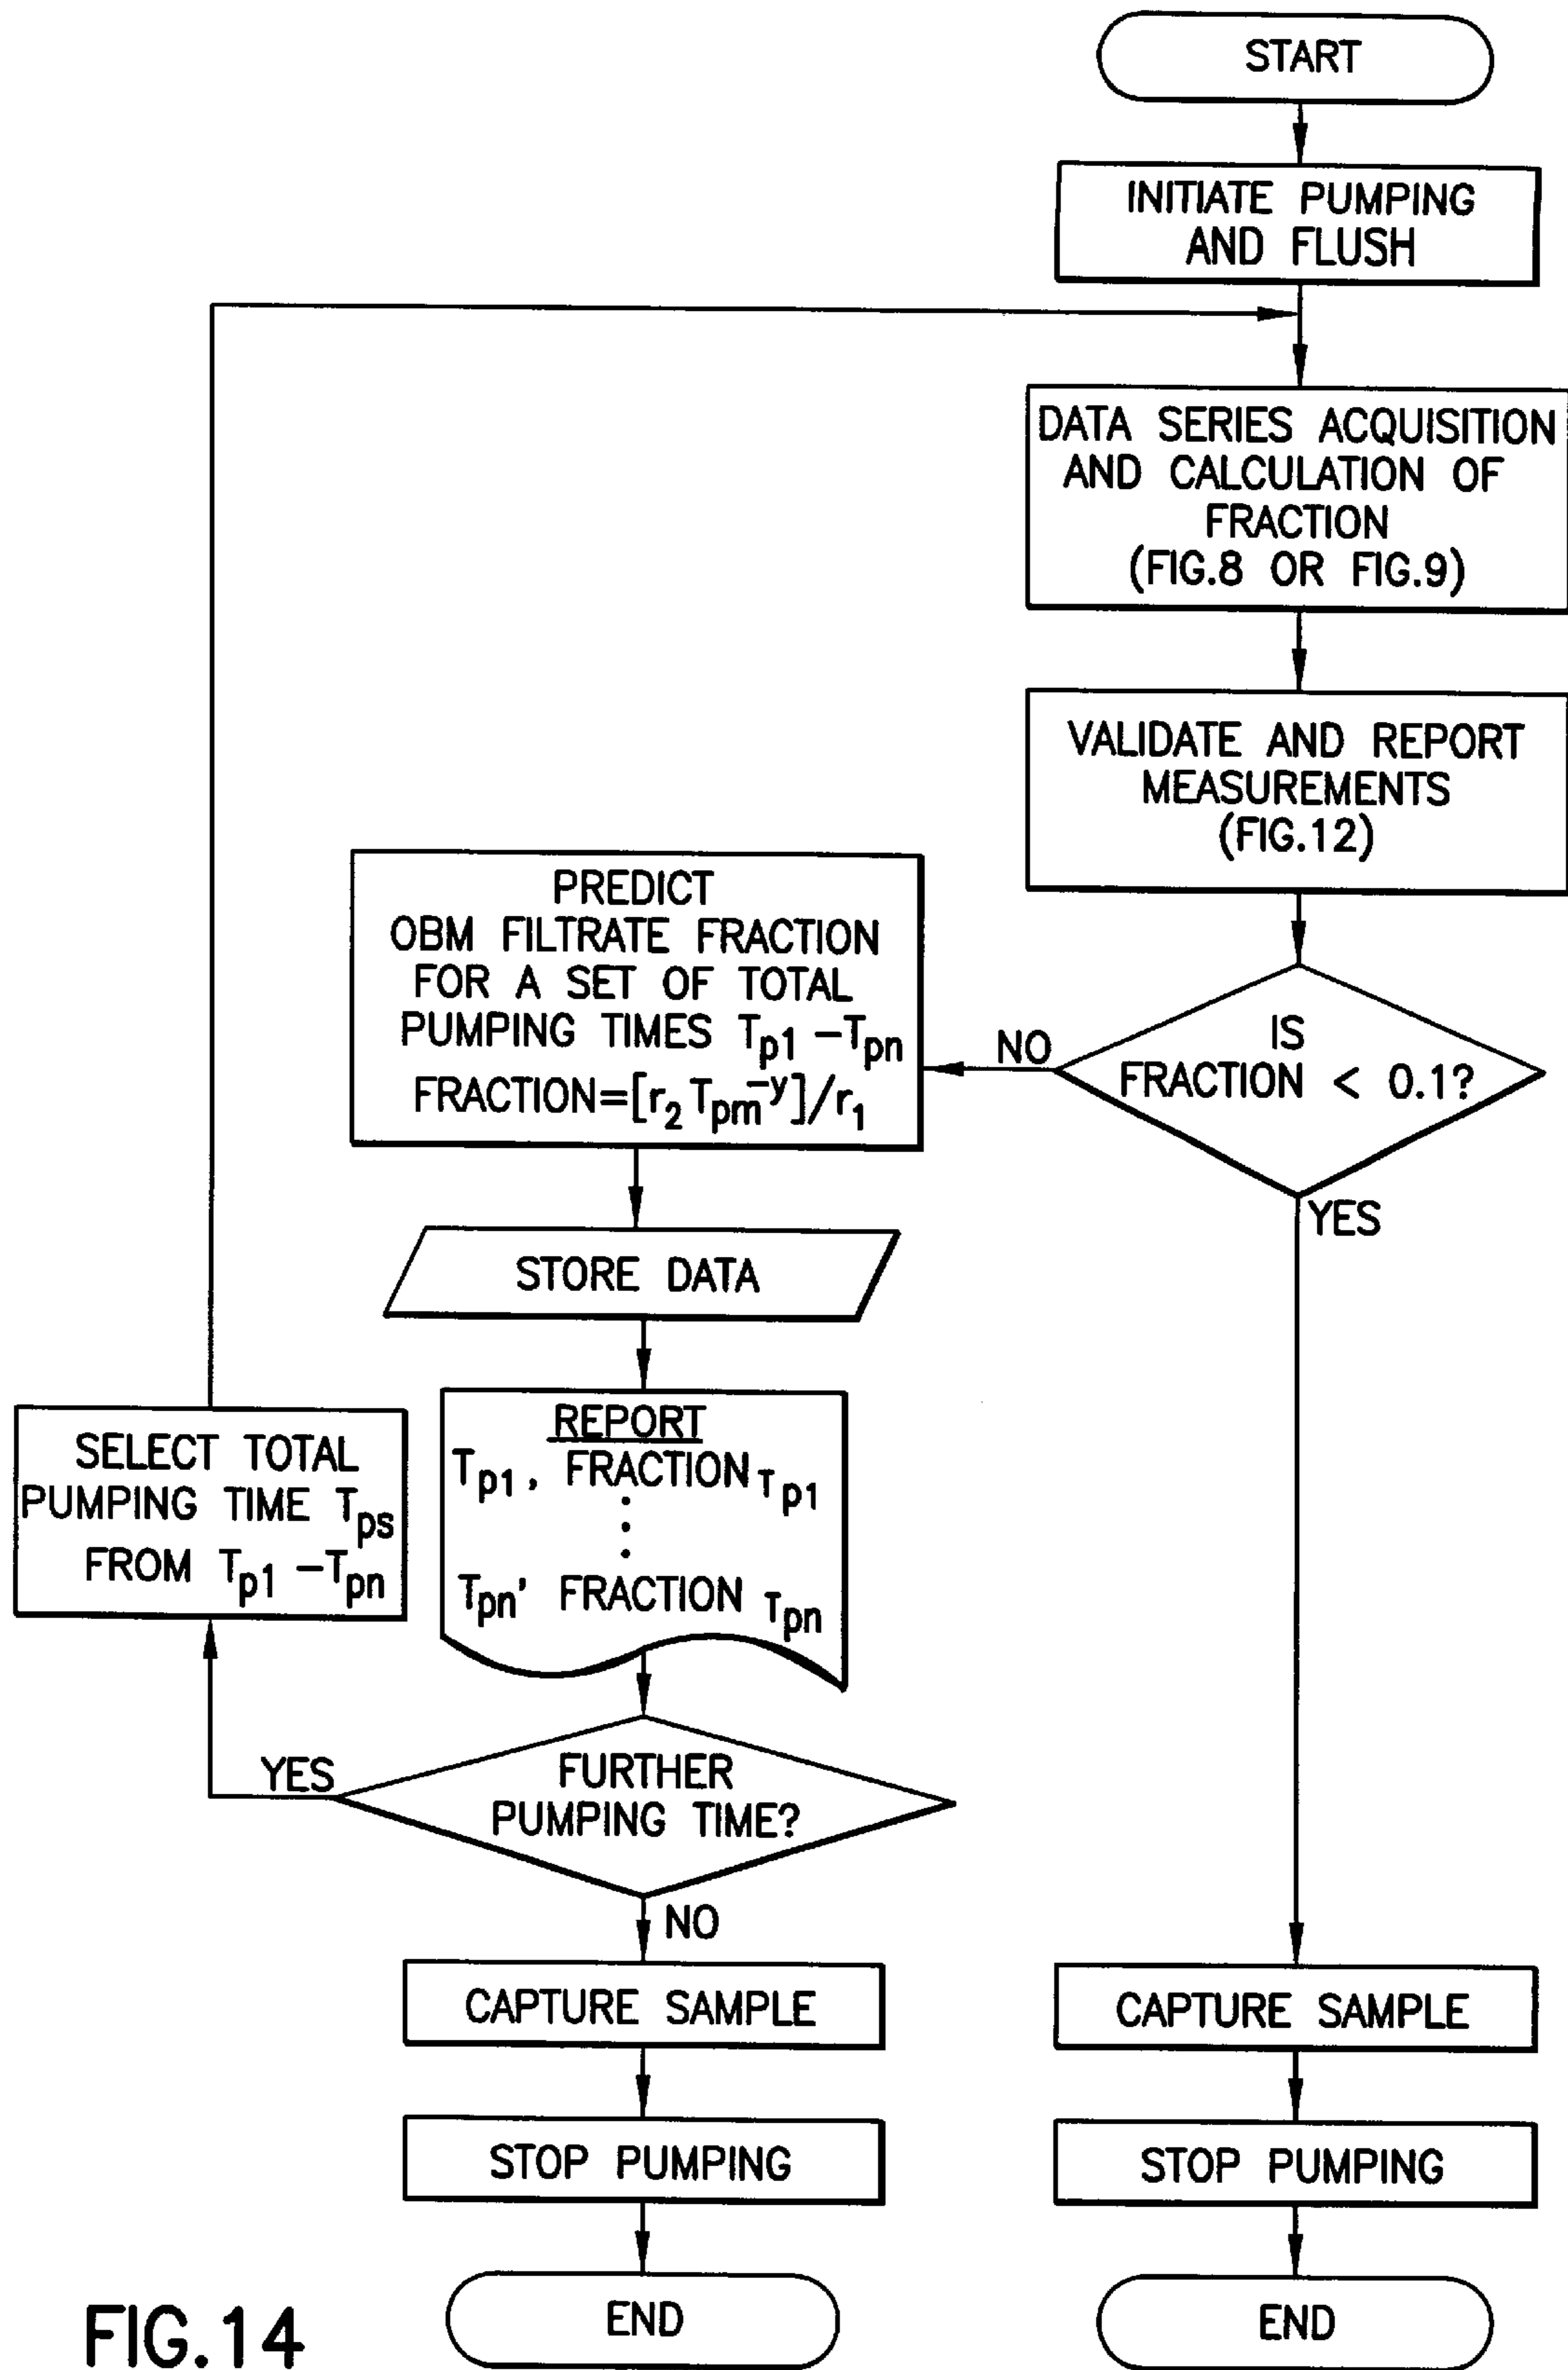 START
INITIATE PUMPING
AND FLUSH
DATA SERIES ACQUISITION
AND CALCULATION OF
FRACTION
(FIG.8 OR FIG.9)
VALIDATE AND REPORT
MEASUREMENTS
(FIG.12)
IS
FRACTION < 0.1?
NO
YES
PREDICT
OBM FILTRATE FRACTION
FOR A SET OF TOTAL
PUMPING TIMES Tp1 –Tpn
FRACTION=[r2 Tpm^-y]/r1
STORE DATA
REPORT
Tp1, FRACTION Tp1
⋮
Tpn' FRACTION Tpn
SELECT TOTAL
PUMPING TIME Tps
FROM Tp1 –Tpn
YES
FURTHER
PUMPING TIME?
NO
CAPTURE SAMPLE
STOP PUMPING
END
CAPTURE SAMPLE
STOP PUMPING
END
FIG.14